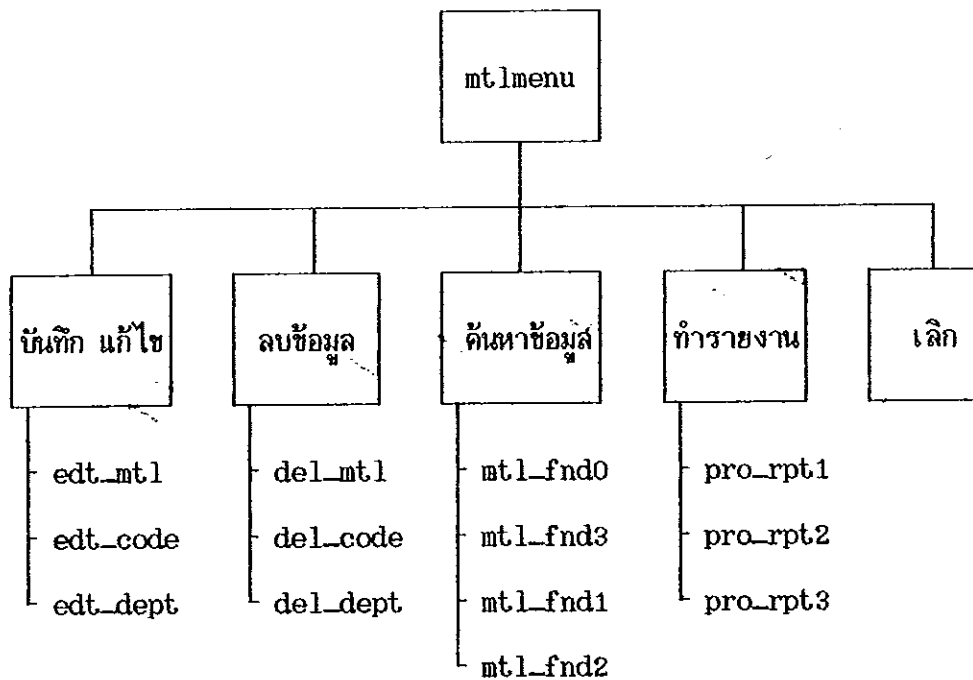 mtlmenu
บันทึก แก้ไข
ลบข้อมูล
ค้นหาข้อมูล
ทำรายงาน
เลิก
edt_mtl
edt_code
edt_dept
del_mtl
del_code
del_dept
mtl_fnd0
mtl_fnd3
mtl_fnd1
mtl_fnd2
pro_rpt1
pro_rpt2
pro_rpt3